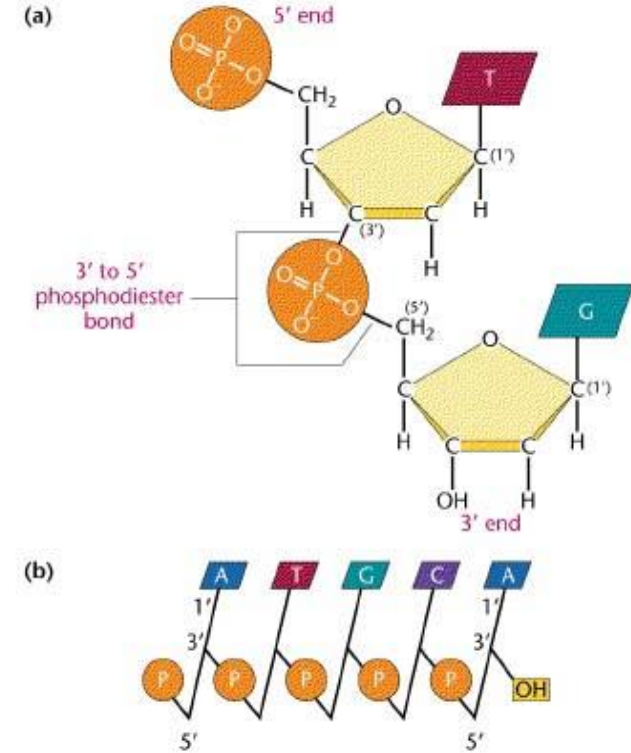 (a)
5′ end
O⁻
O=P—O
O⁻
CH₂
T
O
C
C(1′)
H
C
C
H
(3′)
H
3′ to 5′
phosphodiester
bond
O
O=P—O
O⁻
(5′)
CH₂
G
O
C
C(1′)
H
C
C
H
OH
H
3′ end
(b)
A
T
G
C
A
1′
1′
3′
3′
P
P
P
P
P
OH
5′
5′